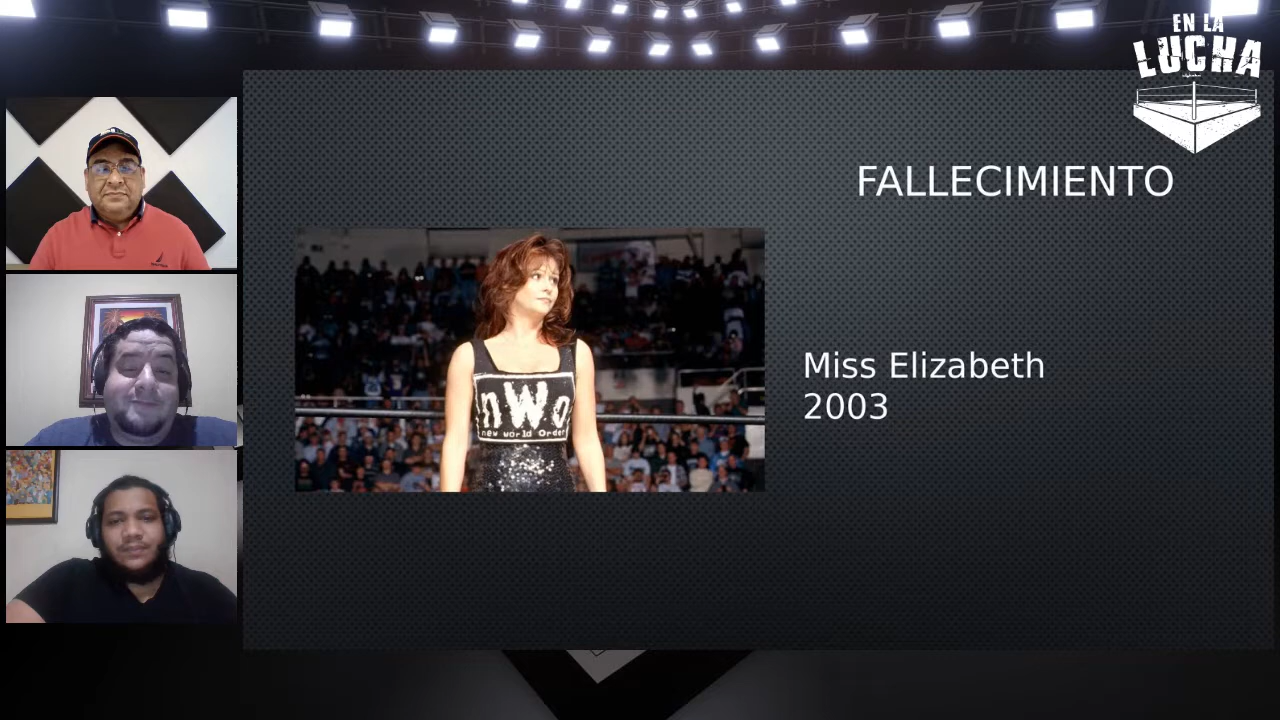 EN LA
LUCHA
FALLECIMIENTO
nWo
new world Order
Miss Elizabeth
2003